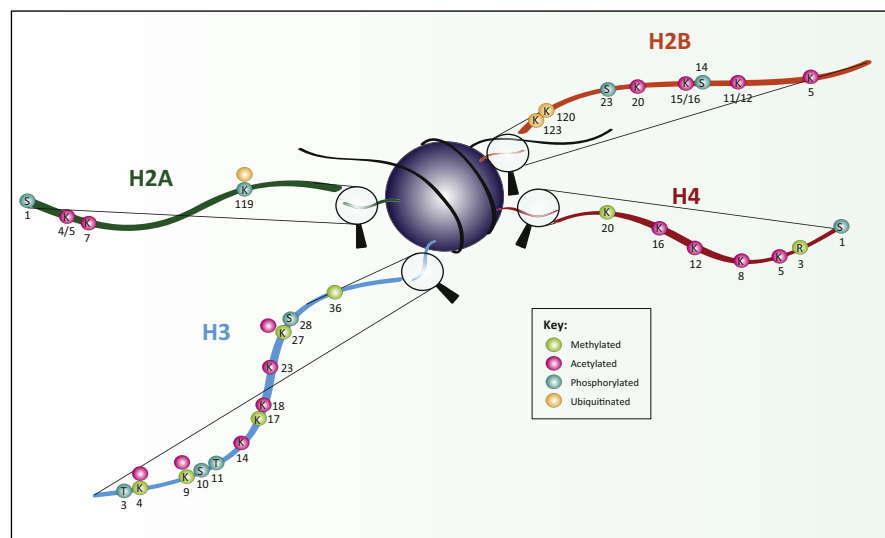 H2B
14
S
K
K
S
K
K
23
20
15/16
11/12
5
K
120
K
123
H2A
S
1
K
4/5
K
7
K
119
H4
K
20
K
16
K
12
K
8
K
5
R
3
S
1
H3
36
S
28
K
27
K
23
K
18
K
17
K
14
T
11
S
10
K
9
K
4
T
3
Key:
Methylated
Acetylated
Phosphorylated
Ubiquitinated